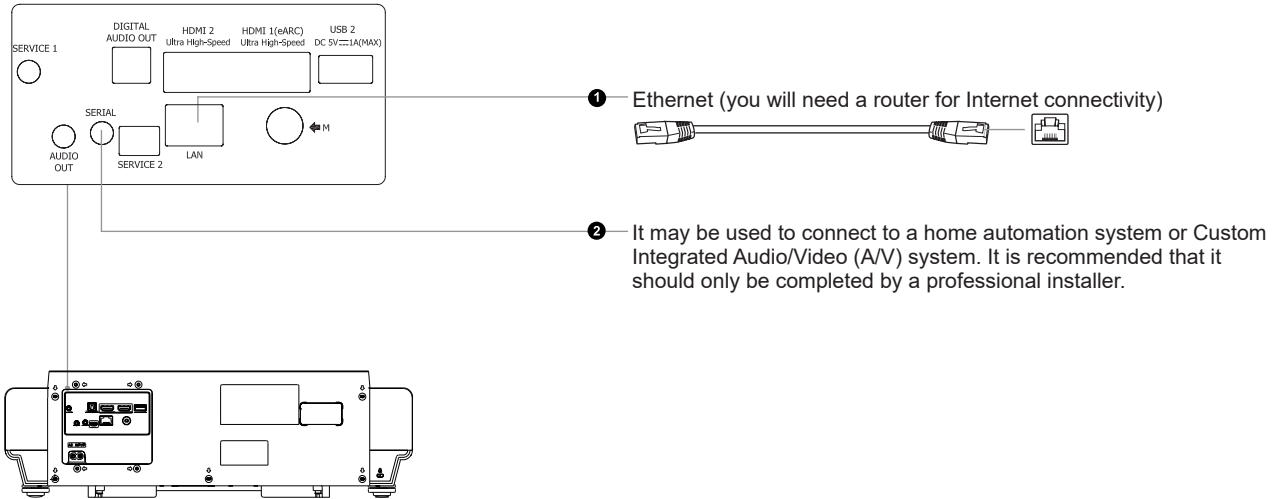 DIGITAL
AUDIO OUT
HDMI 2
Ultra High-Speed
HDMI 1(eARC)
Ultra High-Speed
USB 2
DC 5V⎓1A(MAX)
SERVICE 1
SERIAL
AUDIO
OUT
SERVICE 2
LAN
M
1 Ethernet (you will need a router for Internet connectivity)
2 It may be used to connect to a home automation system or Custom
Integrated Audio/Video (A/V) system. It is recommended that it
should only be completed by a professional installer.
AC INPUT